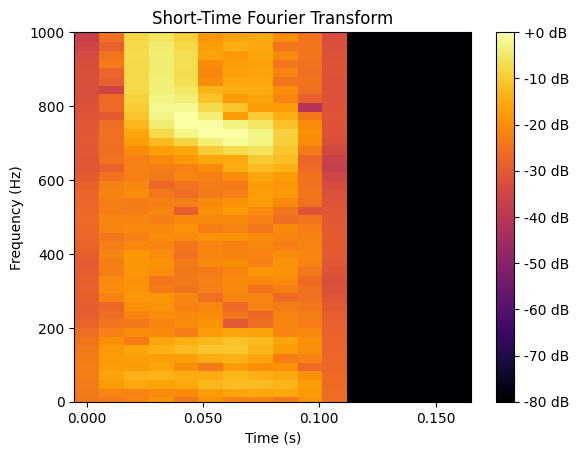 Short-Time Fourier Transform
Frequency (Hz)
1000
800
600
400
200
0
0.000
0.050
0.100
0.150
Time (s)
+0 dB
-10 dB
-20 dB
-30 dB
-40 dB
-50 dB
-60 dB
-70 dB
-80 dB